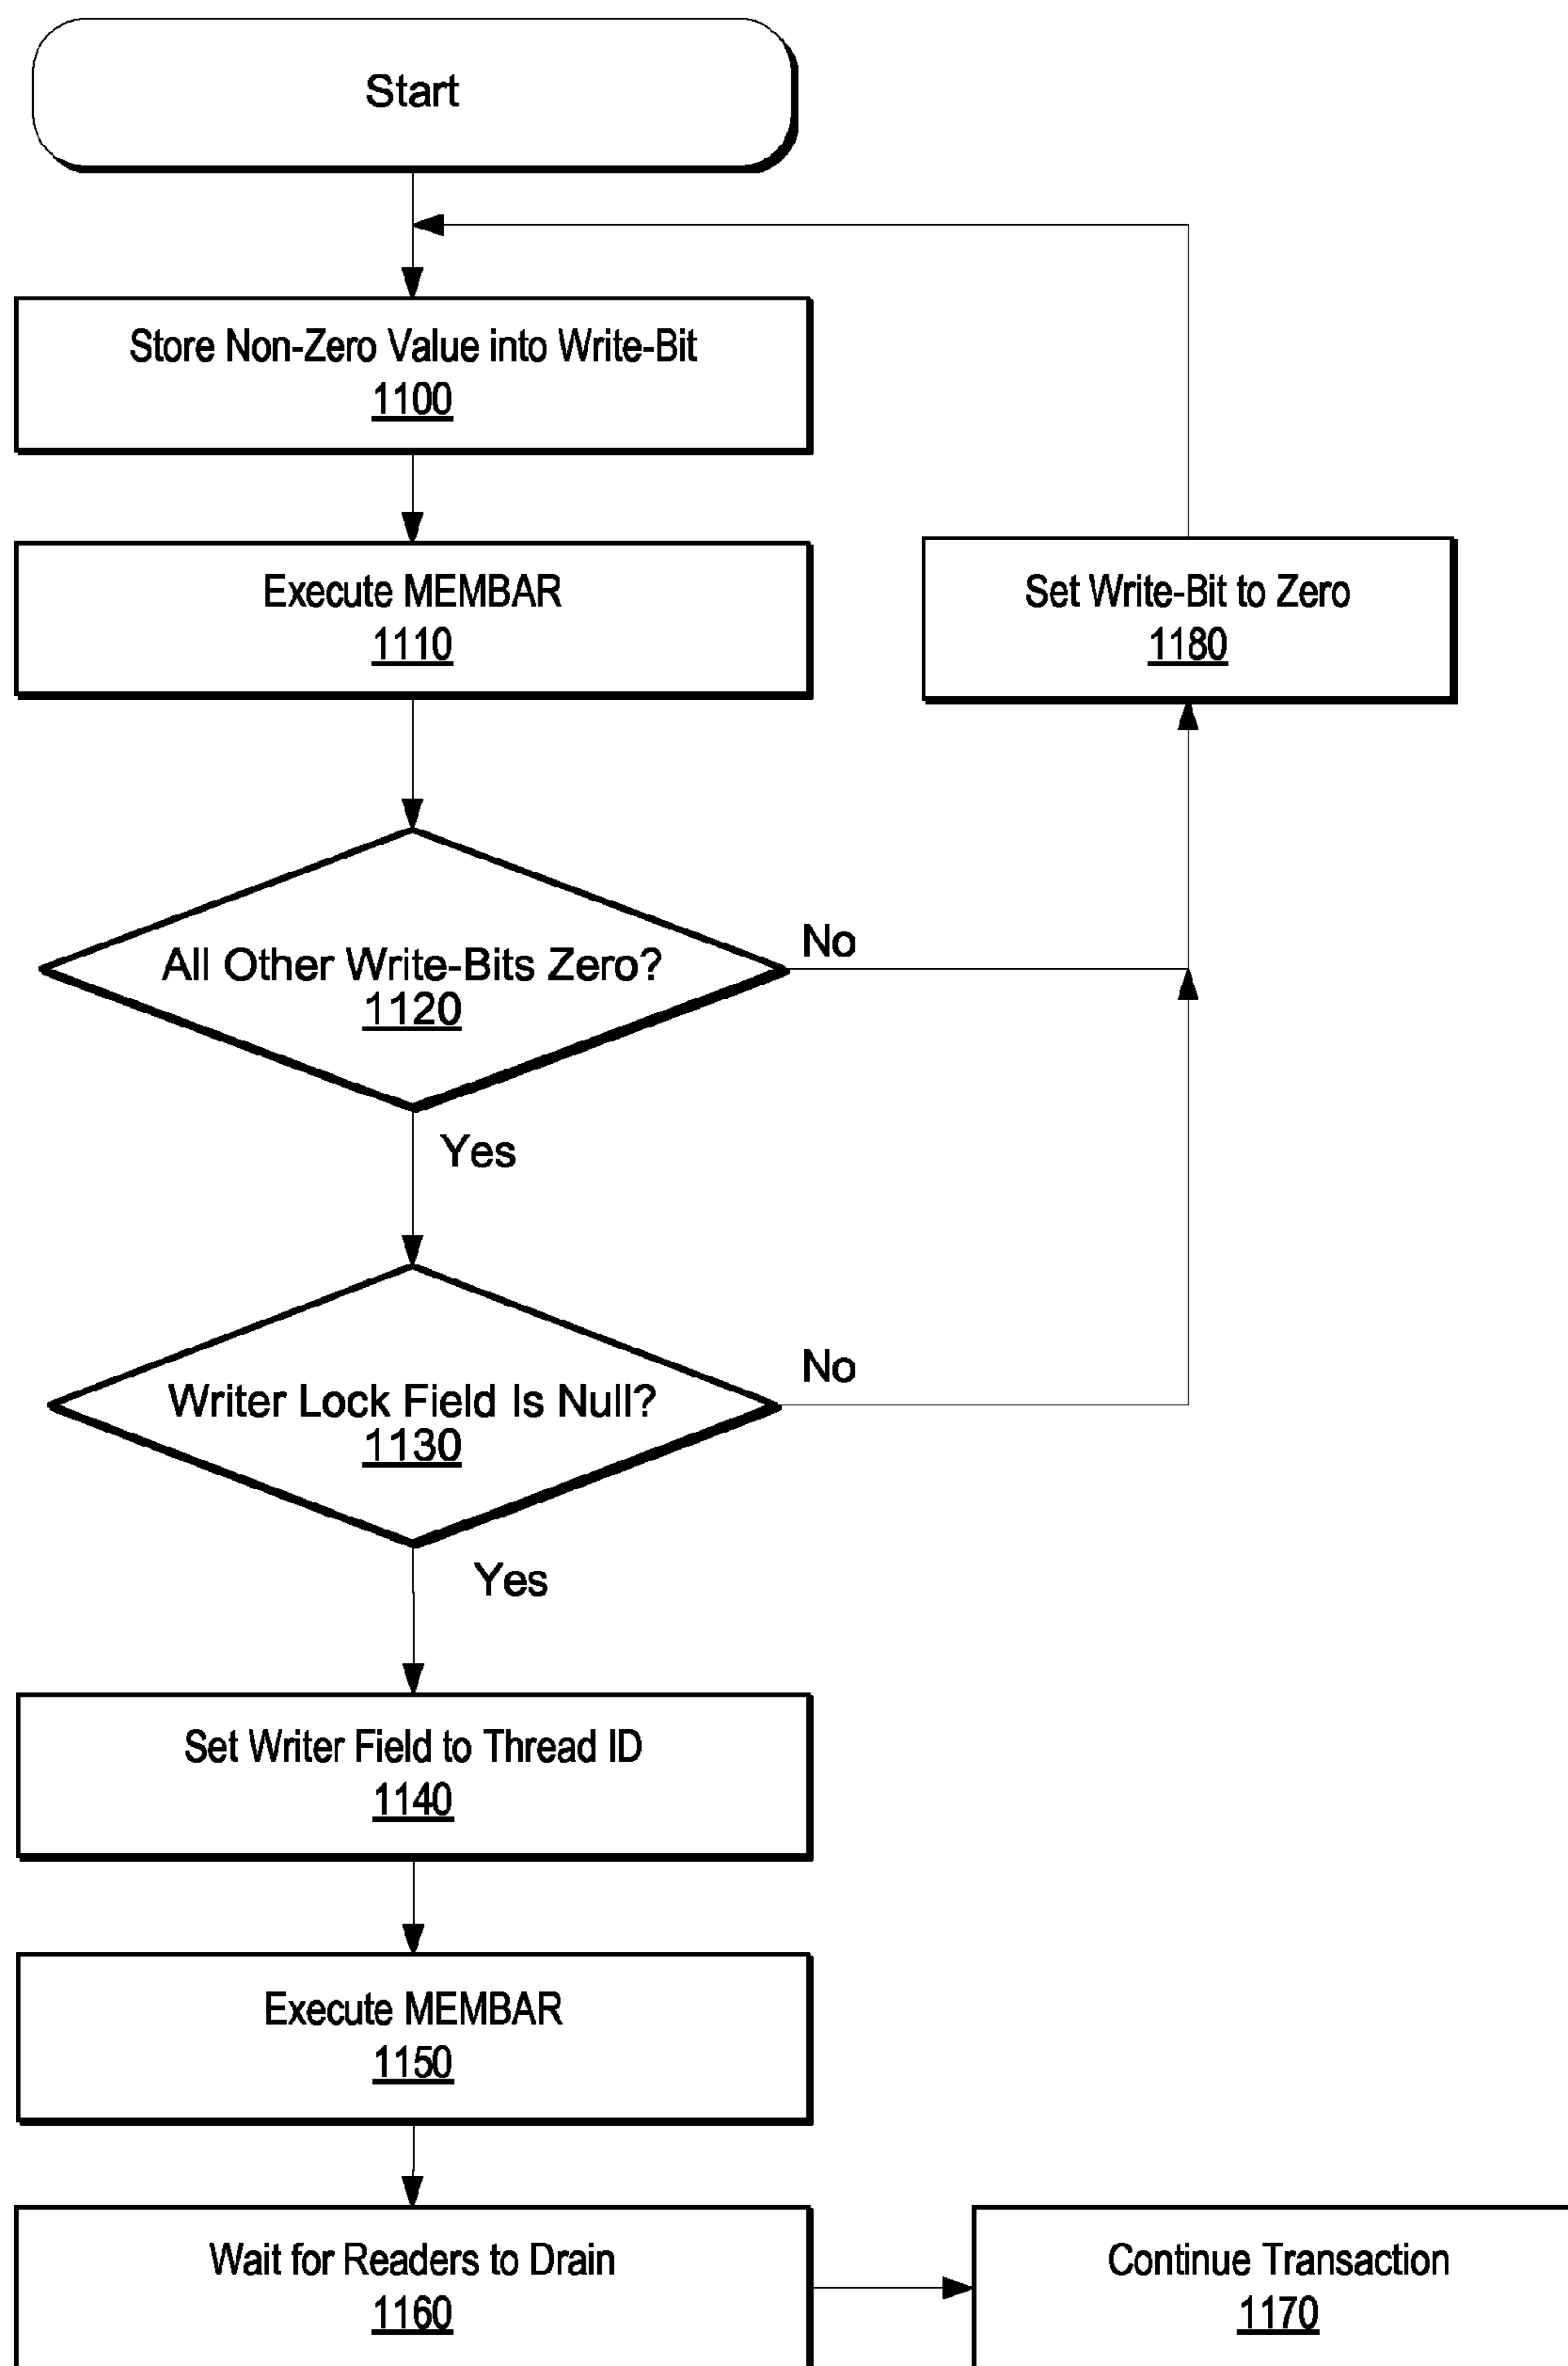 Start
Store Non-Zero Value into Write-Bit
1100
Execute MEMBAR
1110
Set Write-Bit to Zero
1180
All Other Write-Bits Zero?
1120
No
Yes
Writer Lock Field Is Null?
1130
No
Yes
Set Writer Field to Thread ID
1140
Execute MEMBAR
1150
Wait for Readers to Drain
1160
Continue Transaction
1170